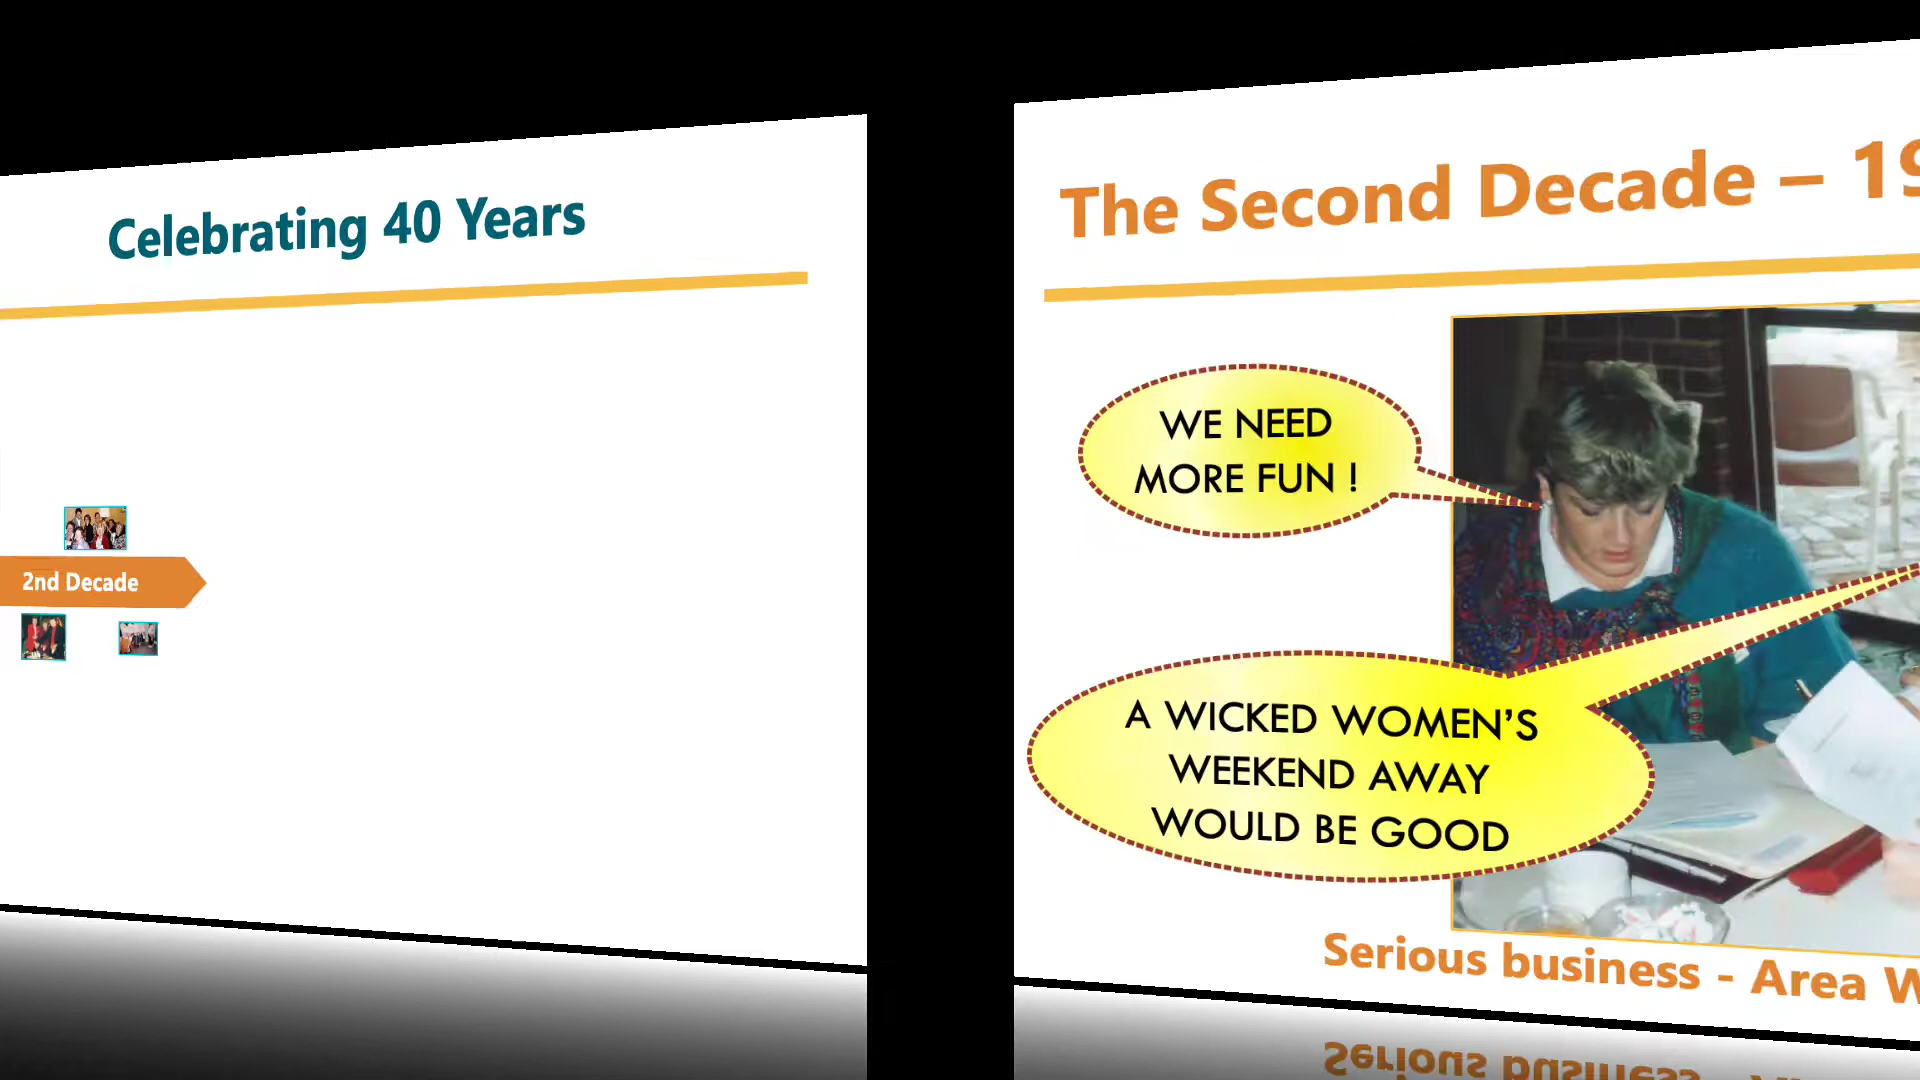 Celebrating 40 Years
2nd Decade
The Second Decade –
WE NEED
MORE FUN !
A WICKED WOMEN'S
WEEKEND AWAY
WOULD BE GOOD
Serious business - Area